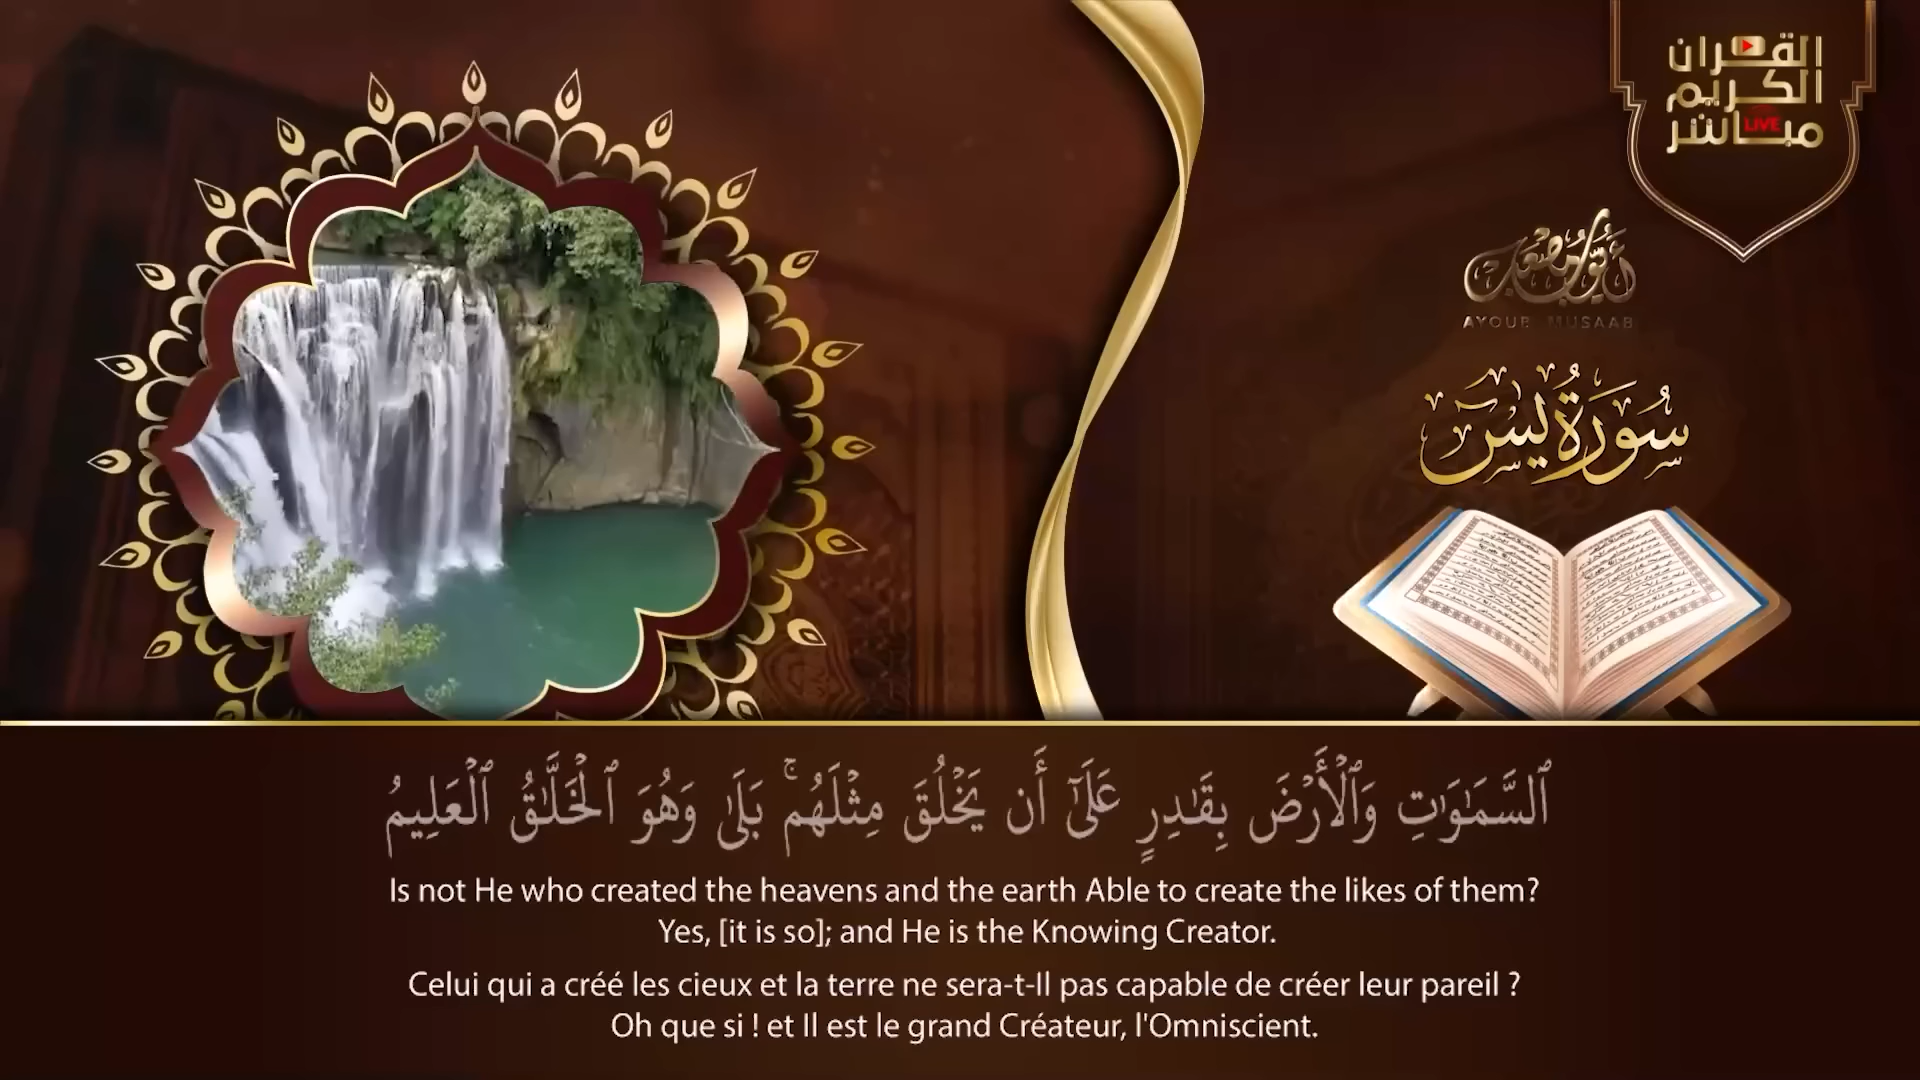 القرآن
الكريم
مباشر
LIVE
أيوب مصعب
AYOUB MUSAAB
سُورَةُ يسٓ
ٱلسَّمَٰوَٰتِ وَٱلْأَرْضَ بِقَٰدِرٍ عَلَىٰٓ أَن يَخْلُقَ مِثْلَهُم ۚ بَلَىٰ وَهُوَ ٱلْخَلَّٰقُ ٱلْعَلِيمُ
Is not He who created the heavens and the earth Able to create the likes of them?
Yes, [it is so]; and He is the Knowing Creator.
Celui qui a créé les cieux et la terre ne sera-t-Il pas capable de créer leur pareil ?
Oh que si ! et Il est le grand Créateur, l'Omniscient.